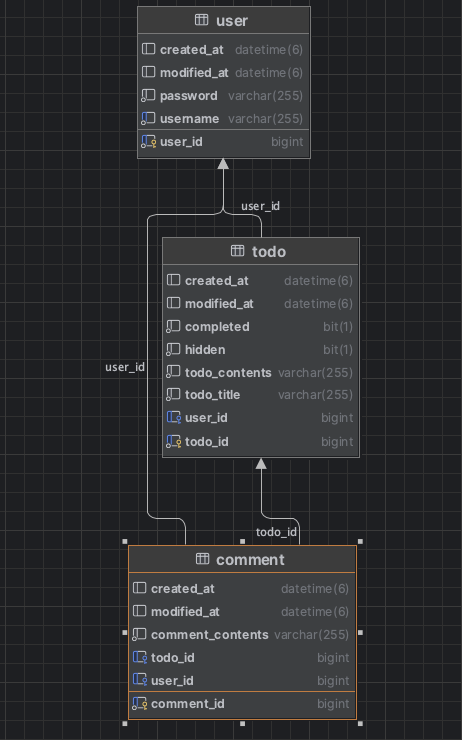 user
created_at datetime(6)
modified_at datetime(6)
password varchar(255)
username varchar(255)
user_id bigint
user_id
todo
created_at datetime(6)
modified_at datetime(6)
completed bit(1)
hidden bit(1)
user_id
todo_contents varchar(255)
todo_title varchar(255)
user_id bigint
todo_id bigint
todo_id
comment
created_at datetime(6)
modified_at datetime(6)
comment_contents varchar(255)
todo_id bigint
user_id bigint
comment_id bigint